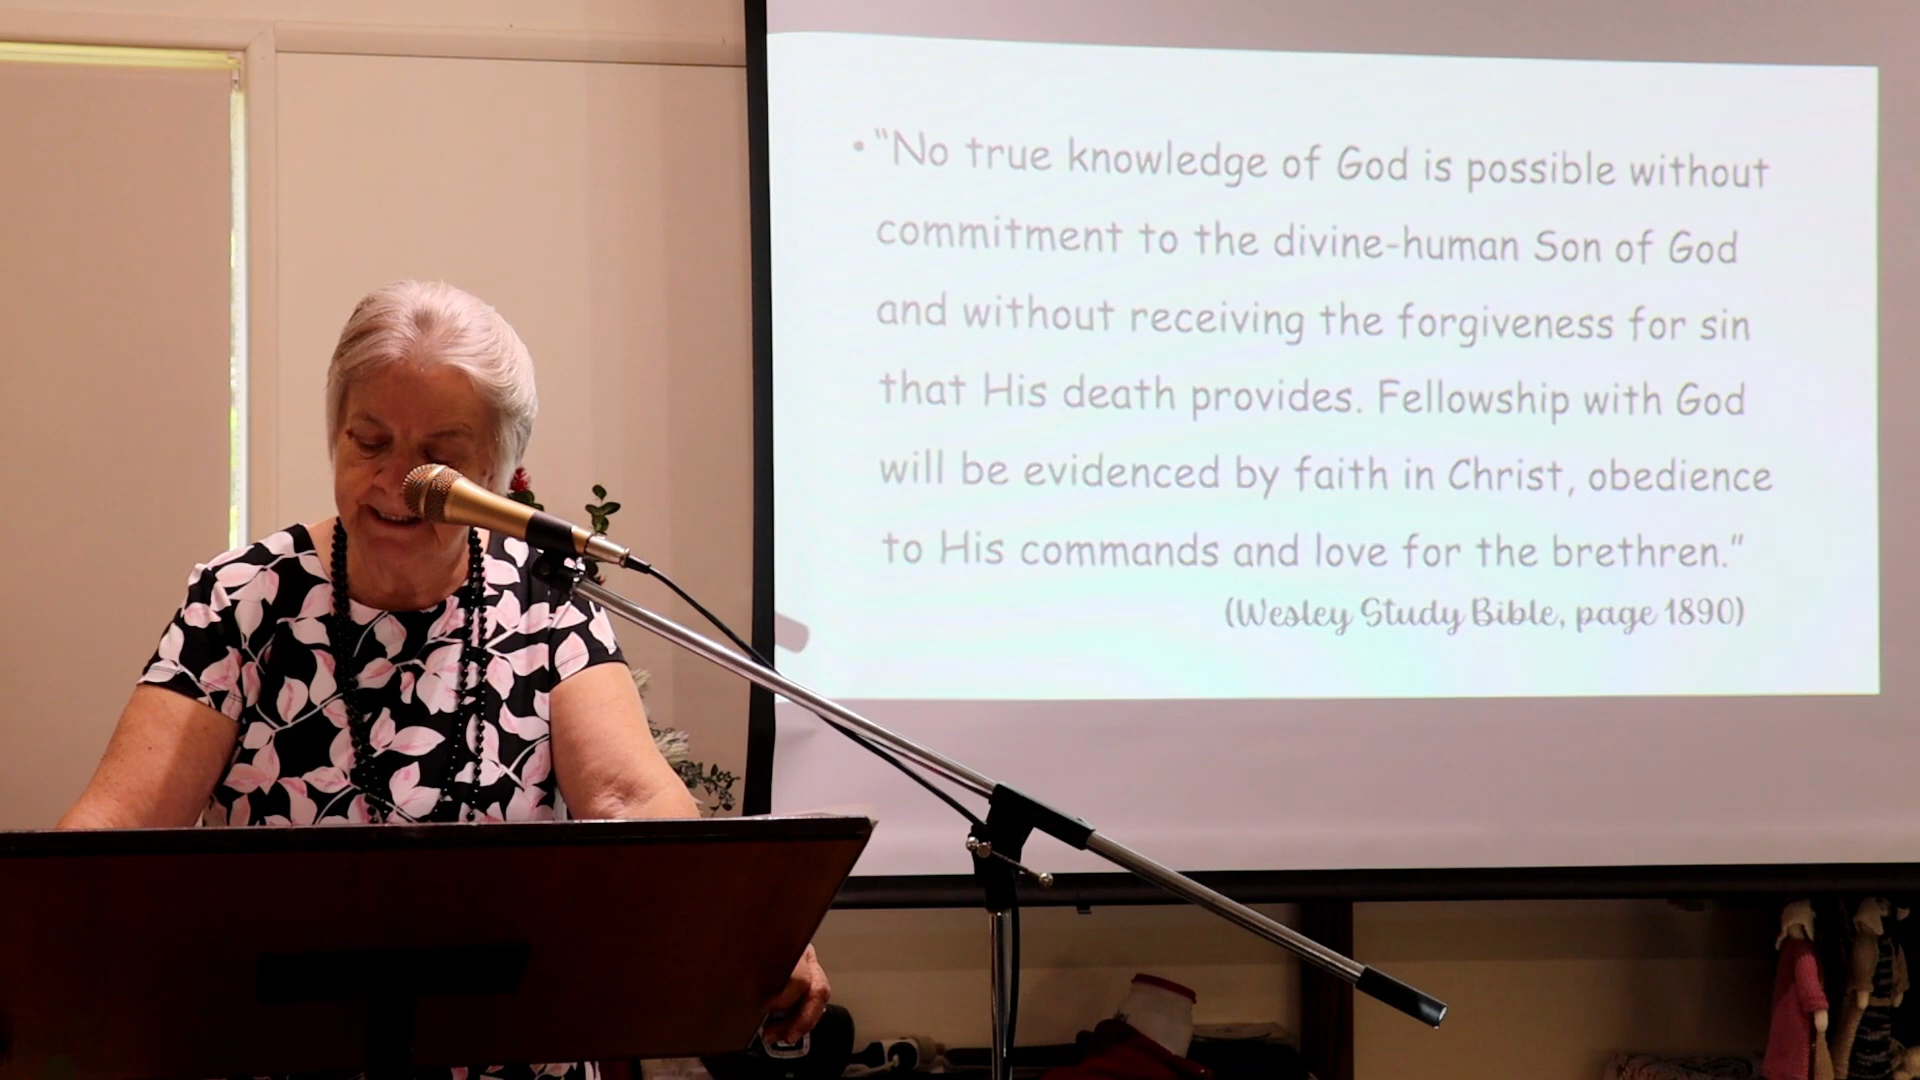 • “No true knowledge of God is possible without
commitment to the divine-human Son of God
and without receiving the forgiveness for sin
that His death provides. Fellowship with God
will be evidenced by faith in Christ, obedience
to His commands and love for the brethren.”
(Wesley Study Bible, page 1890)